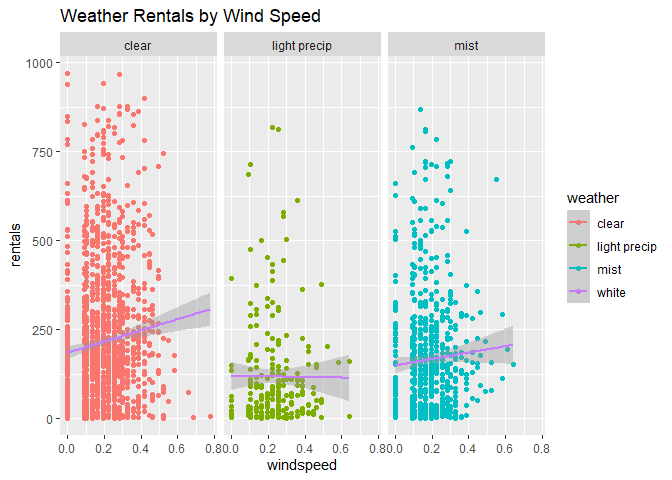 Weather Rentals by Wind Speed
clear
light precip
mist
1000
750
500
250
0
rentals
0.0 0.2 0.4 0.6 0.8
0.0 0.2 0.4 0.6 0.8
0.0 0.2 0.4 0.6 0.8
windspeed
weather
clear
light precip
mist
white